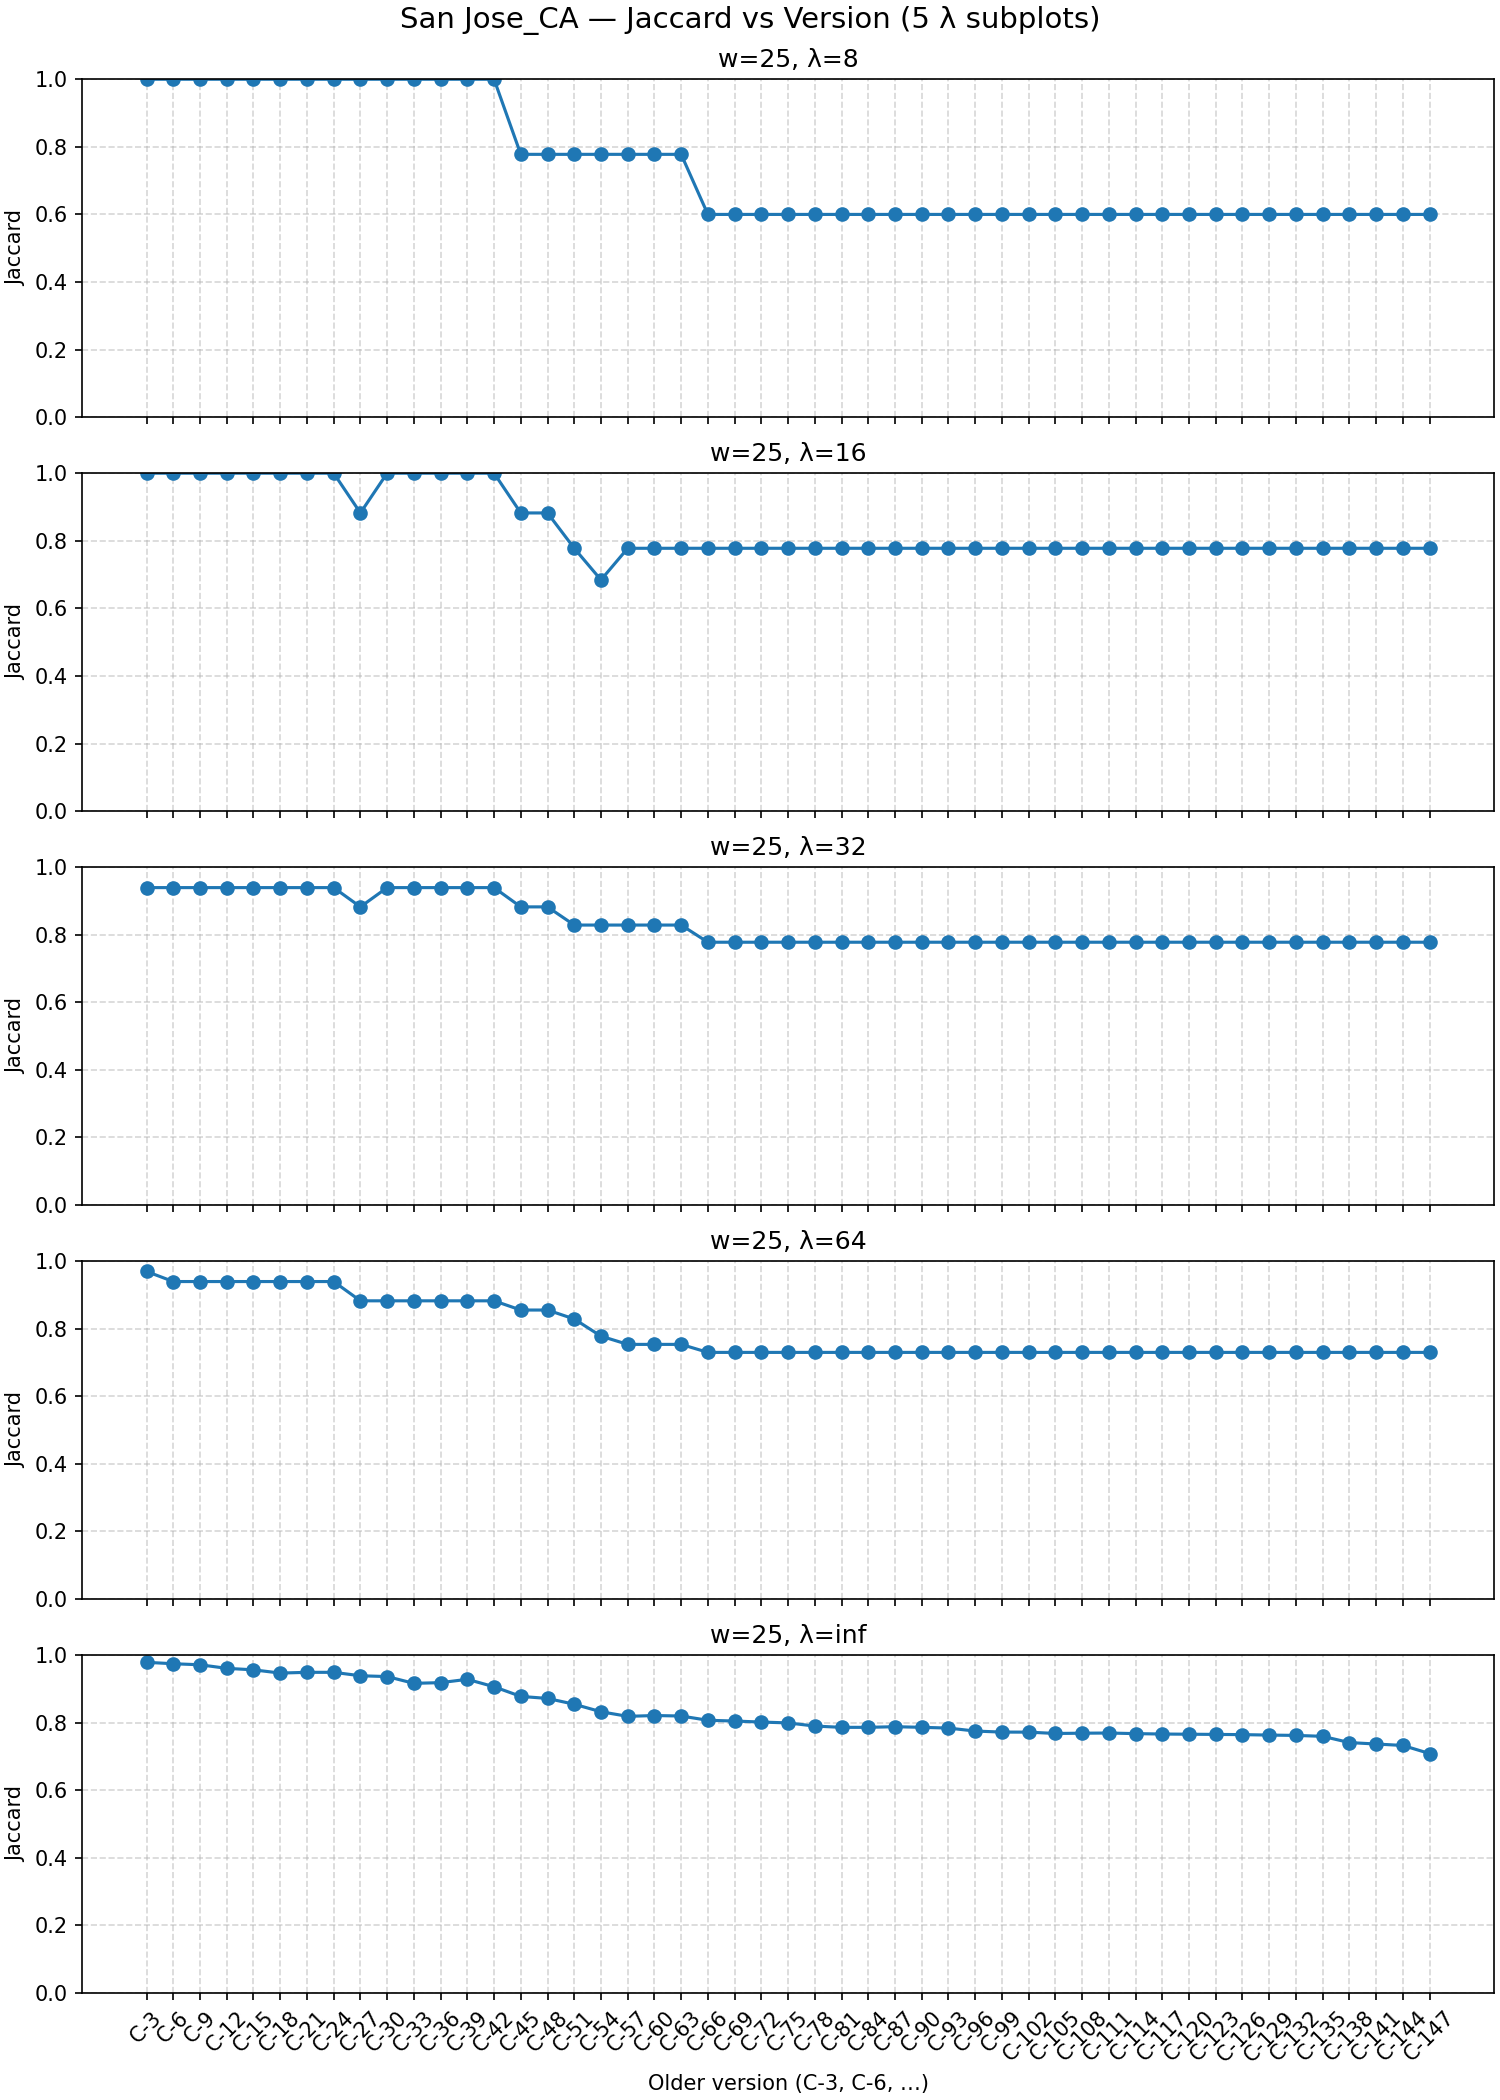 San Jose_CA — Jaccard vs Version (5 λ subplots)
w=25, λ=8
1.0
0.8
0.6
0.4
0.2
0.0
Jaccard
w=25, λ=16
1.0
0.8
0.6
0.4
0.2
0.0
Jaccard
w=25, λ=32
1.0
0.8
0.6
0.4
0.2
0.0
Jaccard
w=25, λ=64
1.0
0.8
0.6
0.4
0.2
0.0
Jaccard
w=25, λ=inf
1.0
0.8
0.6
0.4
0.2
0.0
Jaccard
C-3 C-6 C-9 C-12 C-15 C-18 C-21 C-24 C-27 C-30 C-33 C-36 C-39 C-42 C-45 C-48 C-51 C-54 C-57 C-60 C-63 C-66 C-69 C-72 C-75 C-78 C-81 C-84 C-87 C-90 C-93 C-96 C-99 C-102 C-105 C-108 C-111 C-114 C-117 C-120 C-123 C-126 C-129 C-132 C-135 C-138 C-141 C-144 C-147
Older version (C-3, C-6, ...)